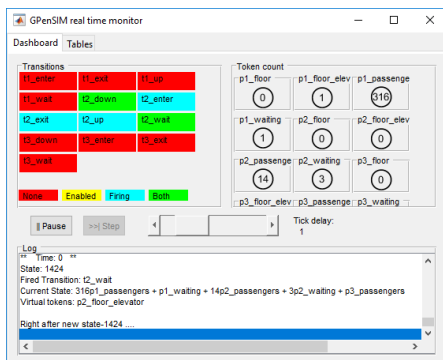 GPenSIM real time monitor
Dashboard Tables
Transitions
t1_enter t1_exit t1_up
t1_wait t2_down t2_enter
t2_exit t2_up t2_wait
t3_down t3_enter t3_exit
t3_wait
None Enabled Firing Both
Token count
p1_floor p1_floor_elev p1_passenge
0 1 316
p1_waiting p2_floor p2_floor_elev
1 0 0
p2_passenge p2_waiting p3_floor
14 3 0
p3_floor_elev p3_passenge p3_waiting
Pause >>| Step
Tick delay:
1
Log
** Time: 0 **
State: 1424
Fired Transition: t2_wait
Current State: 316p1_passengers + p1_waiting + 14p2_passengers + 3p2_waiting + p3_passengers
Virtual tokens: p2_floor_elevator
Right after new state-1424 ....